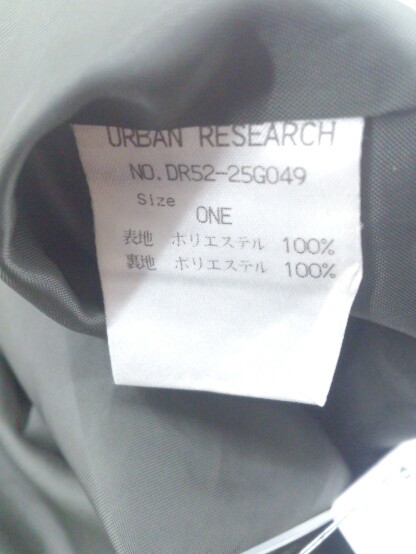 URBAN RESEARCH
NO.DR52-25G049
Size ONE
表地 ポリエステル 100%
裏地 ポリエステル 100%